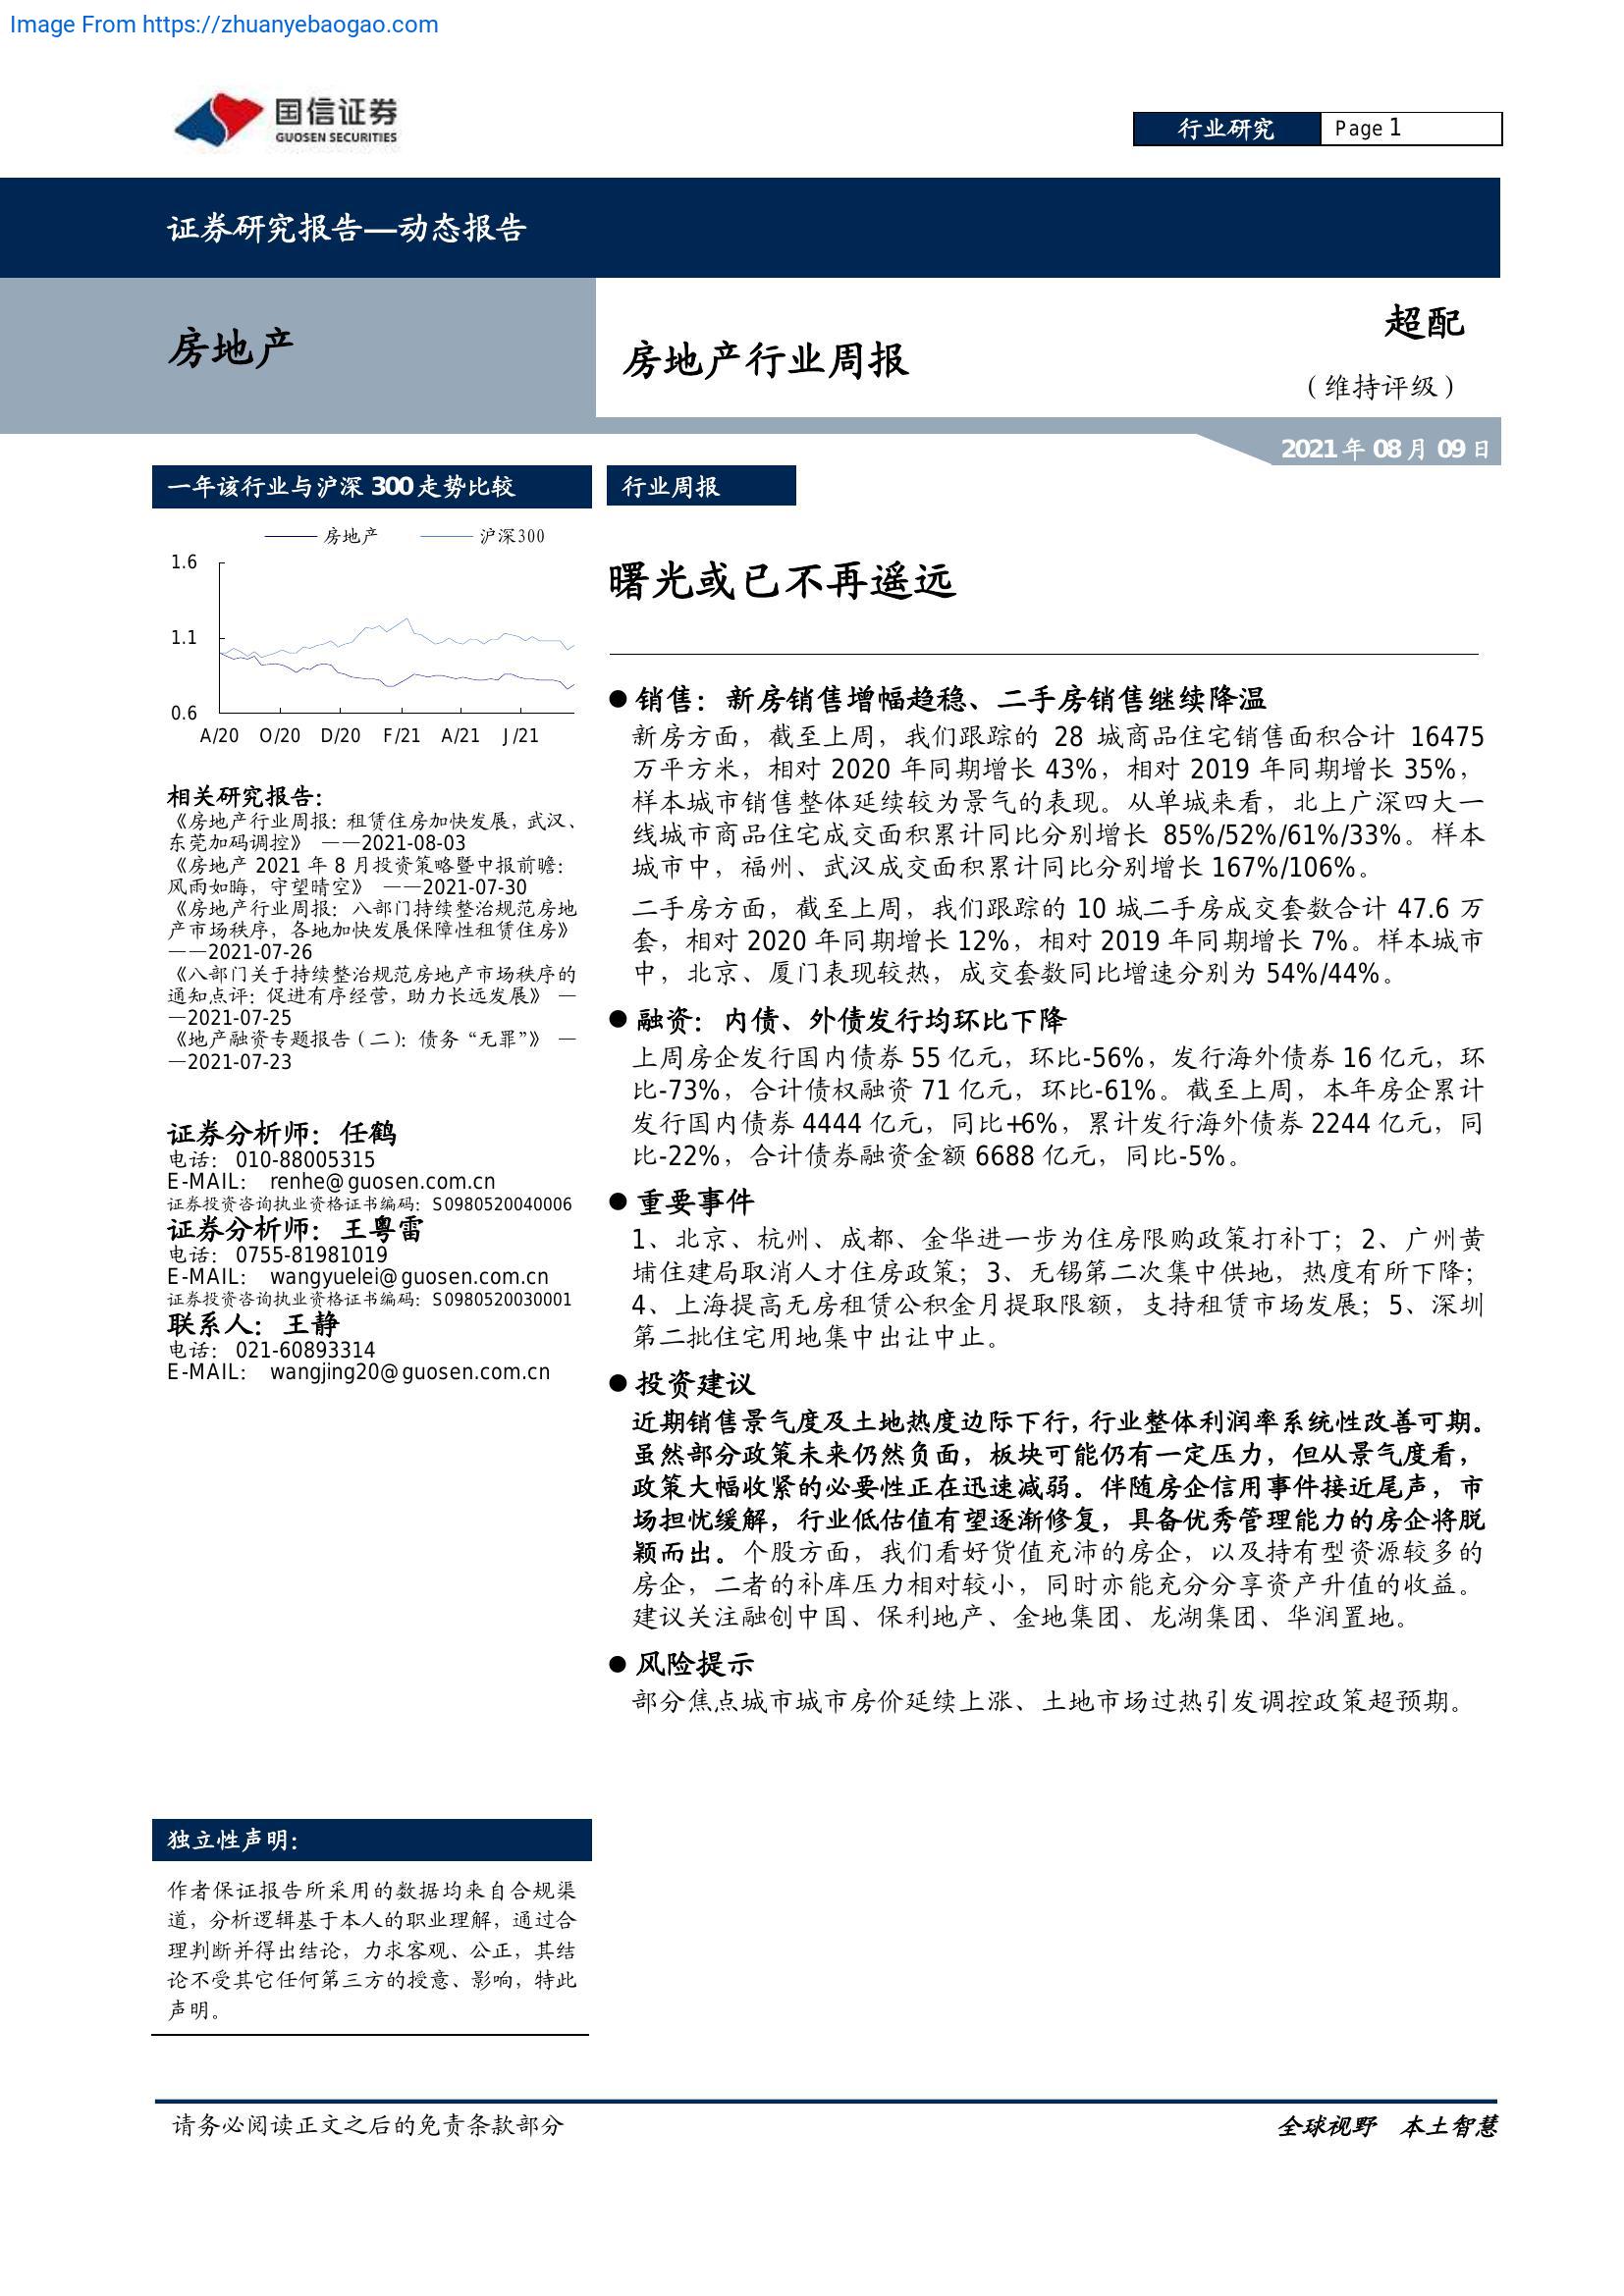 Image From https://zhuanyebaogao.com
国信证券
GUOSEN SECURITIES
行业研究 Page 1
证券研究报告—动态报告
房地产
房地产行业周报
超配
（维持评级）
2021 年 08 月 09 日
一年该行业与沪深 300 走势比较
房地产 沪深300
1.6
1.1
0.6
A/20 O/20 D/20 F/21 A/21 J/21
相关研究报告：
《房地产行业周报：租赁住房加快发展，武汉、
东莞加码调控》 ——2021-08-03
《房地产 2021 年 8 月投资策略暨中报前瞻：
风雨如晦，守望晴空》 ——2021-07-30
《房地产行业周报：八部门持续整治规范房地
产市场秩序，各地加快发展保障性租赁住房》
——2021-07-26
《八部门关于持续整治规范房地产市场秩序的
通知点评：促进有序经营，助力长远发展》 —
—2021-07-25
《地产融资专题报告（二）：债务“无罪”》 —
—2021-07-23
证券分析师：任鹤
电话： 010-88005315
E-MAIL： renhe@guosen.com.cn
证券投资咨询执业资格证书编码：S0980520040006
证券分析师：王粤雷
电话： 0755-81981019
E-MAIL： wangyuelei@guosen.com.cn
证券投资咨询执业资格证书编码：S0980520030001
联系人：王静
电话： 021-60893314
E-MAIL： wangjing20@guosen.com.cn
独立性声明：
作者保证报告所采用的数据均来自合规渠
道，分析逻辑基于本人的职业理解，通过合
理判断并得出结论，力求客观、公正，其结
论不受其它任何第三方的授意、影响，特此
声明。
行业周报
曙光或已不再遥远
● 销售：新房销售增幅趋稳、二手房销售继续降温
新房方面，截至上周，我们跟踪的 28 城商品住宅销售面积合计 16475
万平方米，相对 2020 年同期增长 43%，相对 2019 年同期增长 35%，
样本城市销售整体延续较为景气的表现。从单城来看，北上广深四大一
线城市商品住宅成交面积累计同比分别增长 85%/52%/61%/33%。样本
城市中，福州、武汉成交面积累计同比分别增长 167%/106%。
二手房方面，截至上周，我们跟踪的 10 城二手房成交套数合计 47.6 万
套，相对 2020 年同期增长 12%，相对 2019 年同期增长 7%。样本城市
中，北京、厦门表现较热，成交套数同比增速分别为 54%/44%。
● 融资：内债、外债发行均环比下降
上周房企发行国内债券 55 亿元，环比-56%，发行海外债券 16 亿元，环
比-73%，合计债权融资 71 亿元，环比-61%。截至上周，本年房企累计
发行国内债券 4444 亿元，同比+6%，累计发行海外债券 2244 亿元，同
比-22%，合计债券融资金额 6688 亿元，同比-5%。
● 重要事件
1、北京、杭州、成都、金华进一步为住房限购政策打补丁；2、广州黄
埔住建局取消人才住房政策；3、无锡第二次集中供地，热度有所下降；
4、上海提高无房租赁公积金月提取限额，支持租赁市场发展；5、深圳
第二批住宅用地集中出让中止。
● 投资建议
近期销售景气度及土地热度边际下行，行业整体利润率系统性改善可期。
虽然部分政策未来仍然负面，板块可能仍有一定压力，但从景气度看，
政策大幅收紧的必要性正在迅速减弱。伴随房企信用事件接近尾声，市
场担忧缓解，行业低估值有望逐渐修复，具备优秀管理能力的房企将脱
颖而出。个股方面，我们看好货值充沛的房企，以及持有型资源较多的
房企，二者的补库压力相对较小，同时亦能充分分享资产升值的收益。
建议关注融创中国、保利地产、金地集团、龙湖集团、华润置地。
● 风险提示
部分焦点城市城市房价延续上涨、土地市场过热引发调控政策超预期。
请务必阅读正文之后的免责条款部分
全球视野 本土智慧